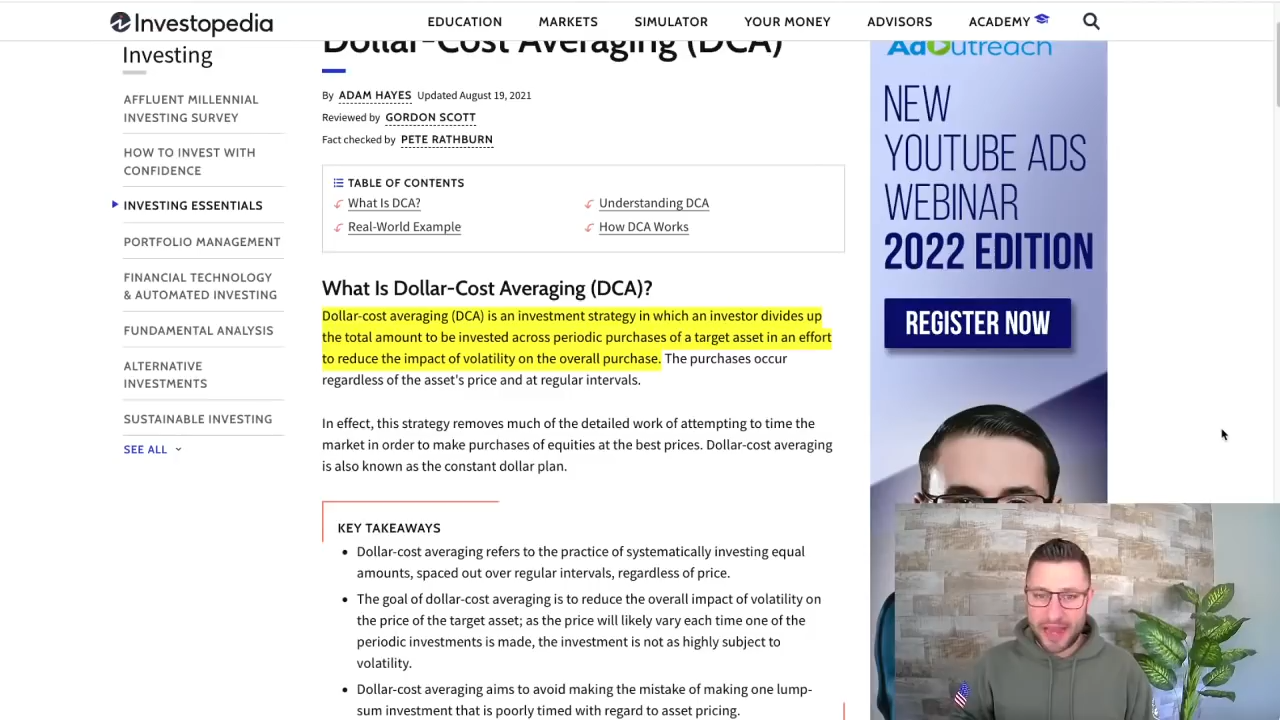 Investopedia
EDUCATION
MARKETS
SIMULATOR
YOUR MONEY
ADVISORS
ACADEMY
Dollar-Cost Averaging (DCA)
Investing
AFFLUENT MILLENNIAL
INVESTING SURVEY
HOW TO INVEST WITH
CONFIDENCE
INVESTING ESSENTIALS
PORTFOLIO MANAGEMENT
FINANCIAL TECHNOLOGY
& AUTOMATED INVESTING
FUNDAMENTAL ANALYSIS
ALTERNATIVE
INVESTMENTS
SUSTAINABLE INVESTING
SEE ALL
By ADAM HAYES Updated August 19, 2021
Reviewed by GORDON SCOTT
Fact checked by PETE RATHBURN
TABLE OF CONTENTS
What Is DCA?
Understanding DCA
Real-World Example
How DCA Works
What Is Dollar-Cost Averaging (DCA)?
Dollar-cost averaging (DCA) is an investment strategy in which an investor divides up
the total amount to be invested across periodic purchases of a target asset in an effort
to reduce the impact of volatility on the overall purchase. The purchases occur
regardless of the asset's price and at regular intervals.
In effect, this strategy removes much of the detailed work of attempting to time the
market in order to make purchases of equities at the best prices. Dollar-cost averaging
is also known as the constant dollar plan.
KEY TAKEAWAYS
• Dollar-cost averaging refers to the practice of systematically investing equal
amounts, spaced out over regular intervals, regardless of price.
• The goal of dollar-cost averaging is to reduce the overall impact of volatility on
the price of the target asset; as the price will likely vary each time one of the
periodic investments is made, the investment is not as highly subject to
volatility.
• Dollar-cost averaging aims to avoid making the mistake of making one lump-
sum investment that is poorly timed with regard to asset pricing.
AdOutreach
NEW
YOUTUBE ADS
WEBINAR
2022 EDITION
REGISTER NOW